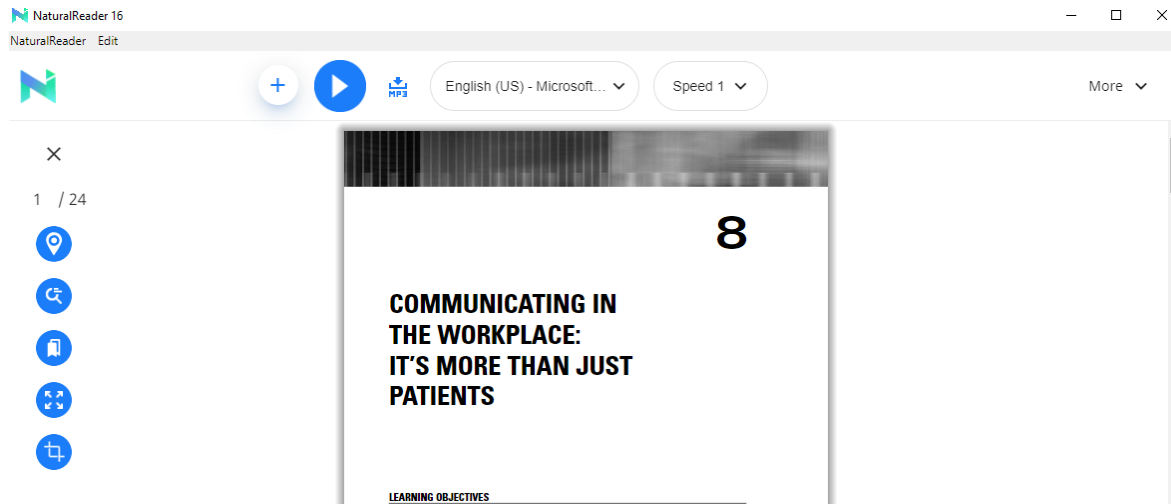 NaturalReader 16
NaturalReader Edit
MP3 English (US) - Microsoft... Speed 1 More
1 / 24
8
COMMUNICATING IN
THE WORKPLACE:
IT'S MORE THAN JUST
PATIENTS
LEARNING OBJECTIVES